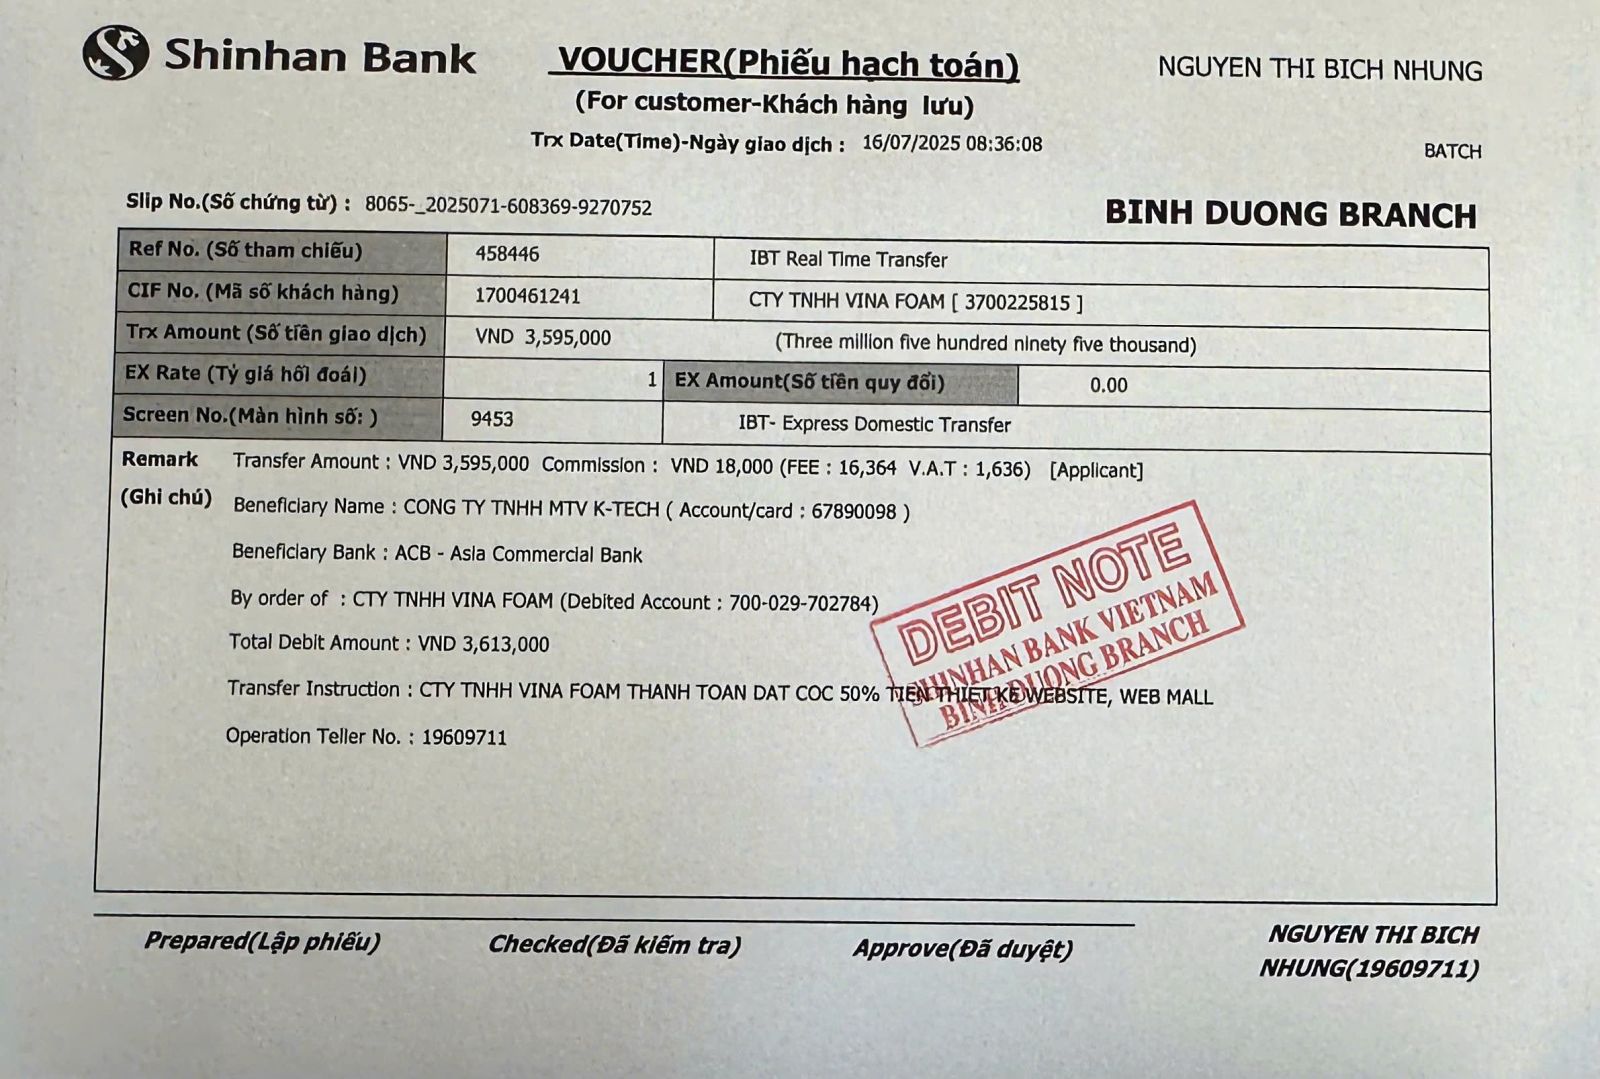 Shinhan Bank
VOUCHER(Phiếu hạch toán)
NGUYEN THI BICH NHUNG
(For customer-Khách hàng lưu)
Trx Date(Time)-Ngày giao dịch : 16/07/2025 08:36:08
BATCH
Slip No.(Số chứng từ) : 8065-_2025071-608369-9270752
BINH DUONG BRANCH
Ref No. (Số tham chiếu) 458446 IBT Real Time Transfer
CIF No. (Mã số khách hàng) 1700461241 CTY TNHH VINA FOAM [ 3700225815 ]
Trx Amount (Số tiền giao dịch) VND 3,595,000 (Three million five hundred ninety five thousand)
EX Rate (Tỷ giá hối đoái) 1 EX Amount(Số tiền quy đổi) 0.00
Screen No.(Màn hình số: ) 9453 IBT- Express Domestic Transfer
Remark Transfer Amount : VND 3,595,000 Commission : VND 18,000 (FEE : 16,364 V.A.T : 1,636) [Applicant]
(Ghi chú) Beneficiary Name : CONG TY TNHH MTV K-TECH ( Account/card : 67890098 )
Beneficiary Bank : ACB - Asia Commercial Bank
By order of : CTY TNHH VINA FOAM (Debited Account : 700-029-702784)
Total Debit Amount : VND 3,613,000
Transfer Instruction : CTY TNHH VINA FOAM THANH TOAN DAT COC 50% TIEN THIET KE WEBSITE, WEB MALL
Operation Teller No. : 19609711
DEBIT NOTE
SHINHAN BANK VIETNAM
BINH DUONG BRANCH
Prepared(Lập phiếu) Checked(Đã kiểm tra) Approve(Đã duyệt) NGUYEN THI BICH
NHUNG(19609711)